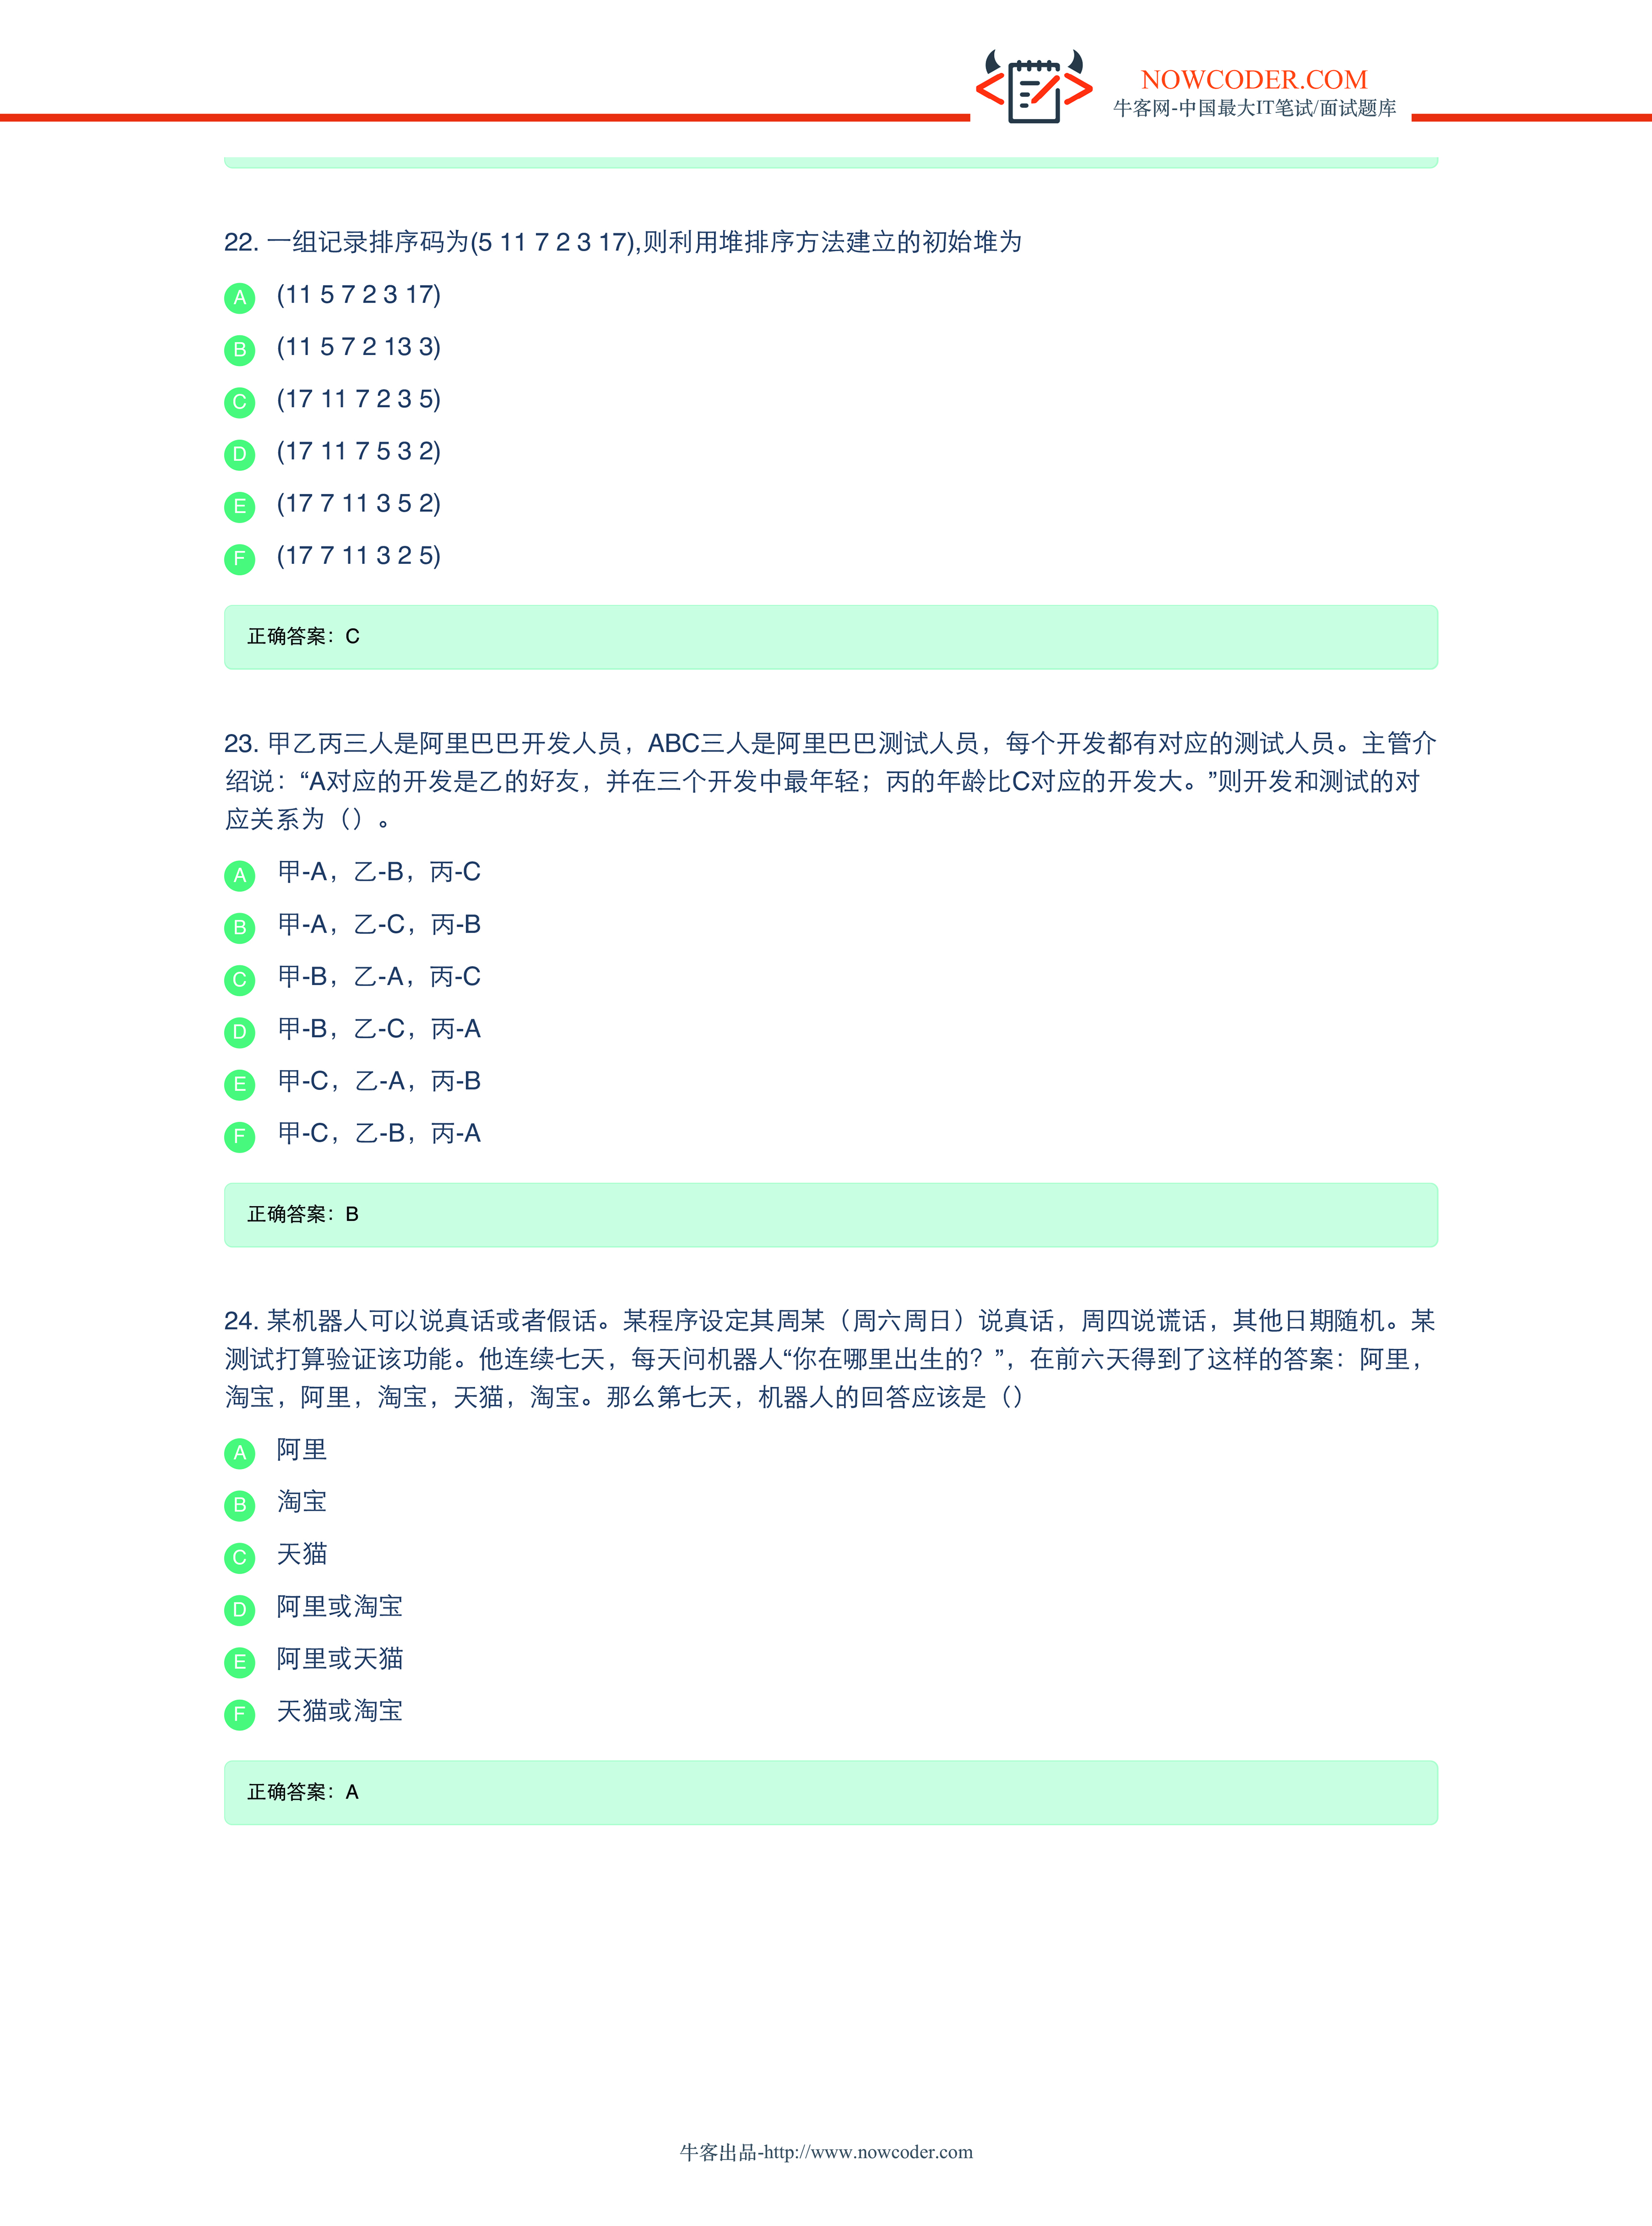 NOWCODER.COM
牛客网-中国最大IT笔试/面试题库
22. 一组记录排序码为(5 11 7 2 3 17),则利用堆排序方法建立的初始堆为
A (11 5 7 2 3 17)
B (11 5 7 2 13 3)
C (17 11 7 2 3 5)
D (17 11 7 5 3 2)
E (17 7 11 3 5 2)
F (17 7 11 3 2 5)
正确答案：C
23. 甲乙丙三人是阿里巴巴开发人员，ABC三人是阿里巴巴测试人员，每个开发都有对应的测试人员。主管介
绍说：“A对应的开发是乙的好友，并在三个开发中最年轻；丙的年龄比C对应的开发大。”则开发和测试的对
应关系为（）。
A 甲-A，乙-B，丙-C
B 甲-A，乙-C，丙-B
C 甲-B，乙-A，丙-C
D 甲-B，乙-C，丙-A
E 甲-C，乙-A，丙-B
F 甲-C，乙-B，丙-A
正确答案：B
24. 某机器人可以说真话或者假话。某程序设定其周某（周六周日）说真话，周四说谎话，其他日期随机。某
测试打算验证该功能。他连续七天，每天问机器人“你在哪里出生的？”，在前六天得到了这样的答案：阿里，
淘宝，阿里，淘宝，天猫，淘宝。那么第七天，机器人的回答应该是（）
A 阿里
B 淘宝
C 天猫
D 阿里或淘宝
E 阿里或天猫
F 天猫或淘宝
正确答案：A
牛客出品-http://www.nowcoder.com